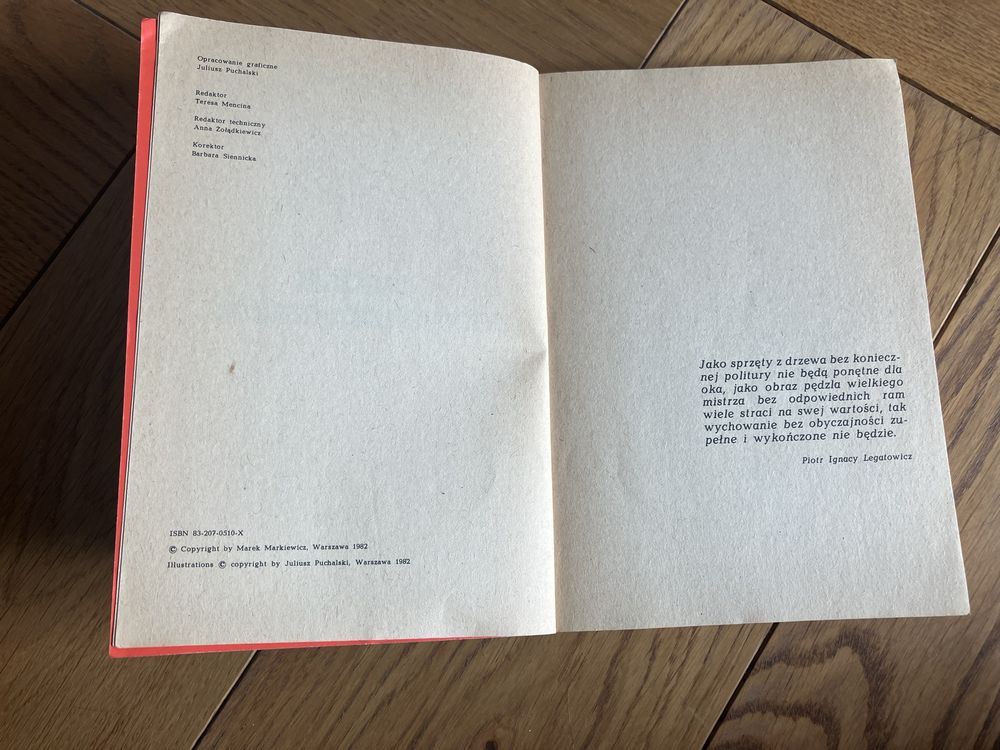 Opracowanie graficzne
Juliusz Puchalski
Redaktor
Teresa Mencina
Redaktor techniczny
Anna Żołądkiewicz
Korektor
Barbara Siennicka
ISBN 83-207-0510-X
© Copyright by Marek Markiewicz, Warszawa 1982
Illustrations © copyright by Juliusz Puchalski, Warszawa 1982
Jako sprzęty z drzewa bez koniecz-
nej politury nie będą ponętne dla
oka, jako obraz pędzla wielkiego
mistrza bez odpowiednich ram
wiele straci na swej wartości, tak
wychowanie bez obyczajności zu-
pełne i wykończone nie będzie.
Piotr Ignacy Legatowicz